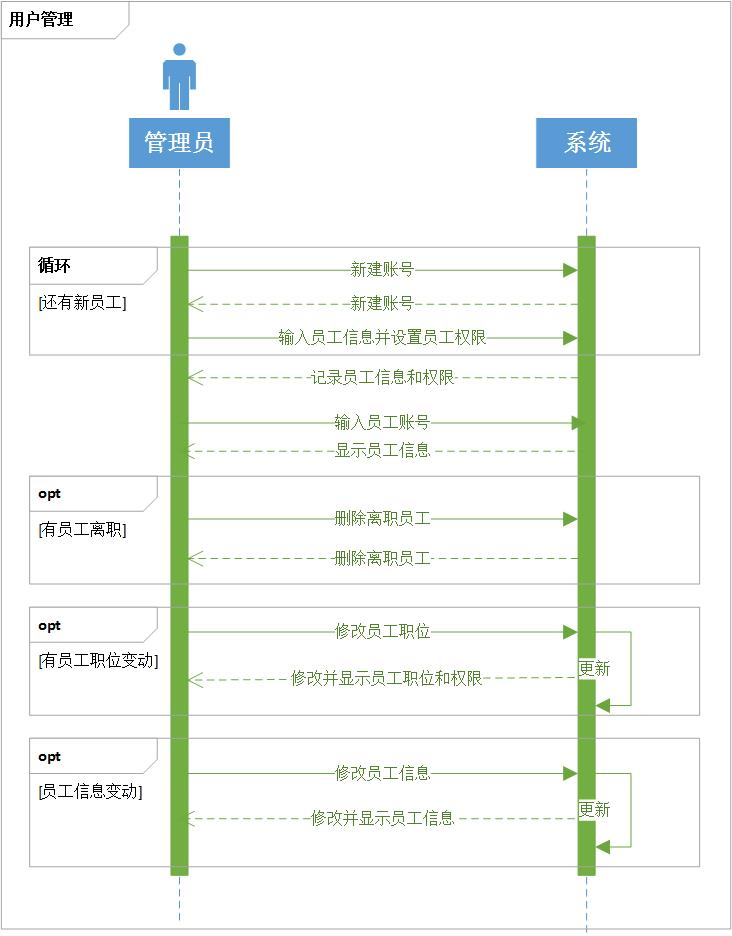 用户管理
管理员
系统
循环
新建账号
[还有新员工]
新建账号
输入员工信息并设置员工权限
记录员工信息和权限
输入员工账号
显示员工信息
opt
删除离职员工
[有员工离职]
删除离职员工
opt
修改员工职位
[有员工职位变动]
更新
修改并显示员工职位和权限
opt
修改员工信息
[员工信息变动]
更新
修改并显示员工信息